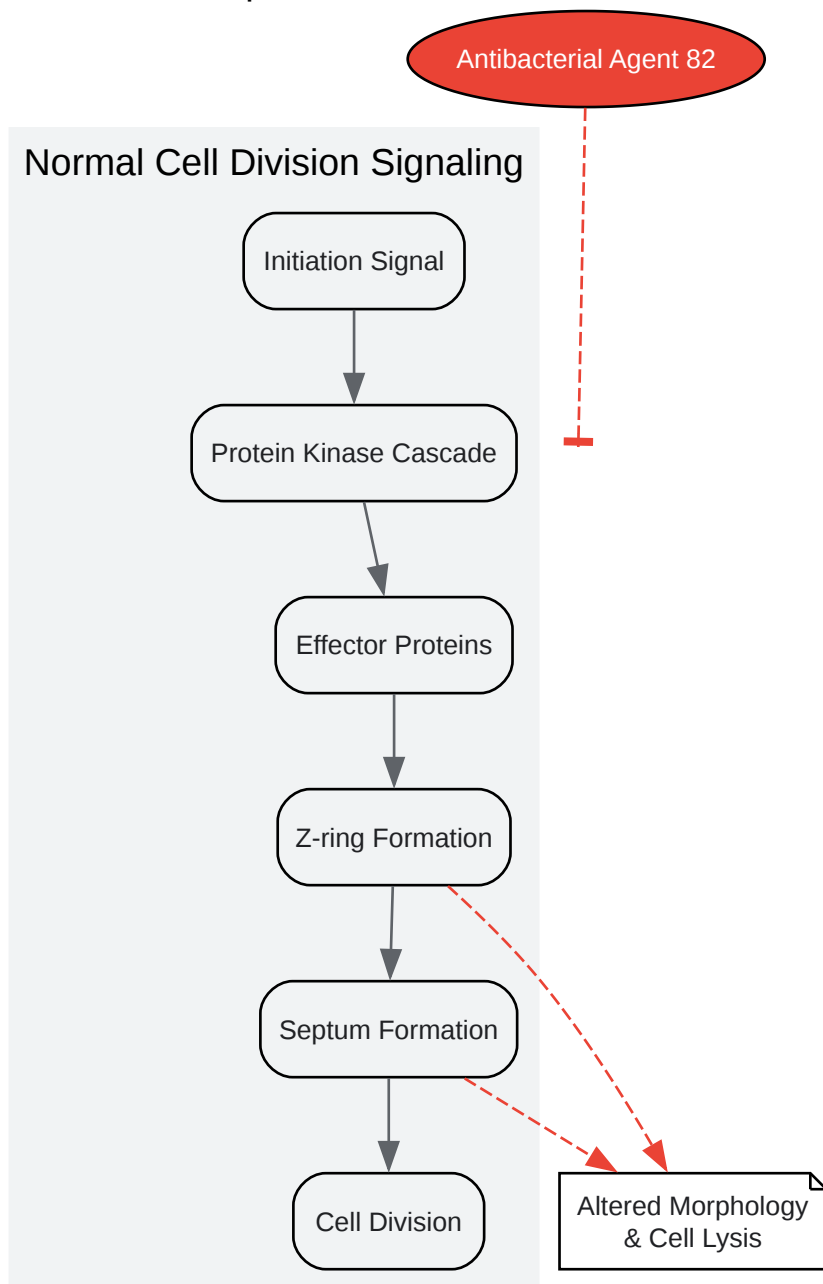 Antibacterial Agent 82
Normal Cell Division Signaling
Initiation Signal
Protein Kinase Cascade
Effector Proteins
Z-ring Formation
Septum Formation
Cell Division
Altered Morphology
& Cell Lysis